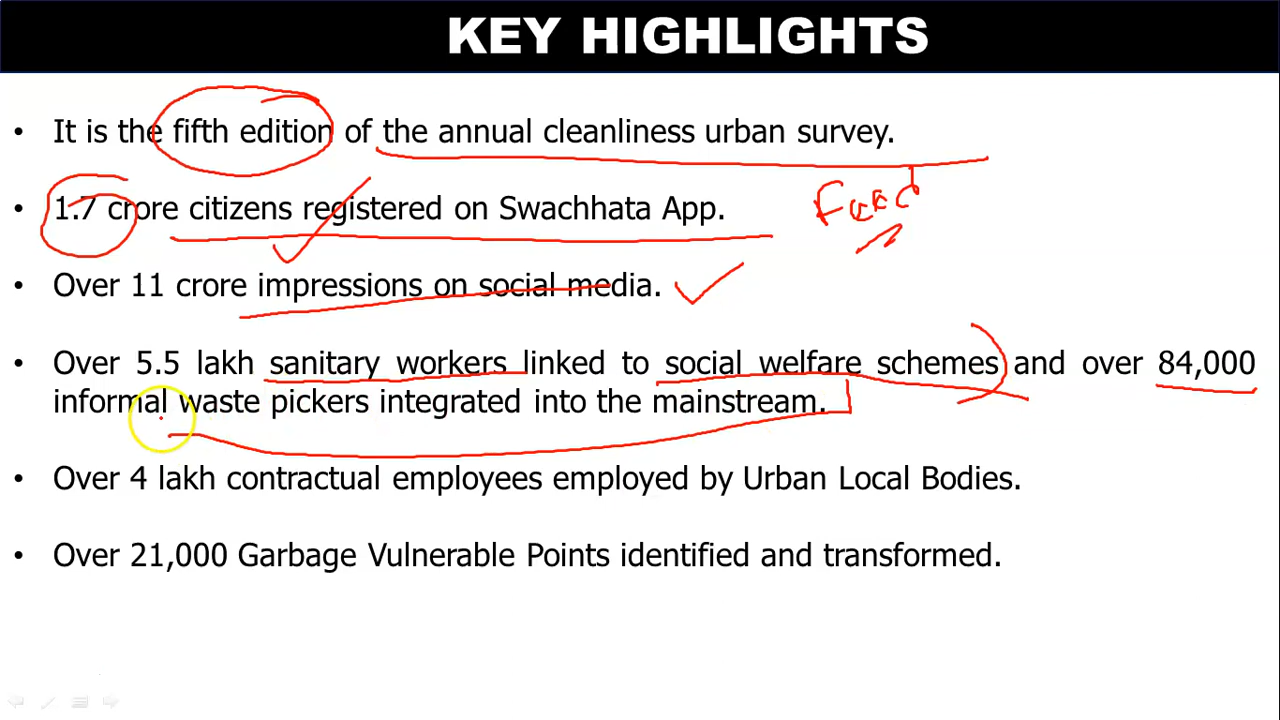 KEY HIGHLIGHTS
• It is the fifth edition of the annual cleanliness urban survey.
• 1.7 crore citizens registered on Swachhata App.
• Over 11 crore impressions on social media.
• Over 5.5 lakh sanitary workers linked to social welfare schemes and over 84,000
informal waste pickers integrated into the mainstream.
• Over 4 lakh contractual employees employed by Urban Local Bodies.
• Over 21,000 Garbage Vulnerable Points identified and transformed.